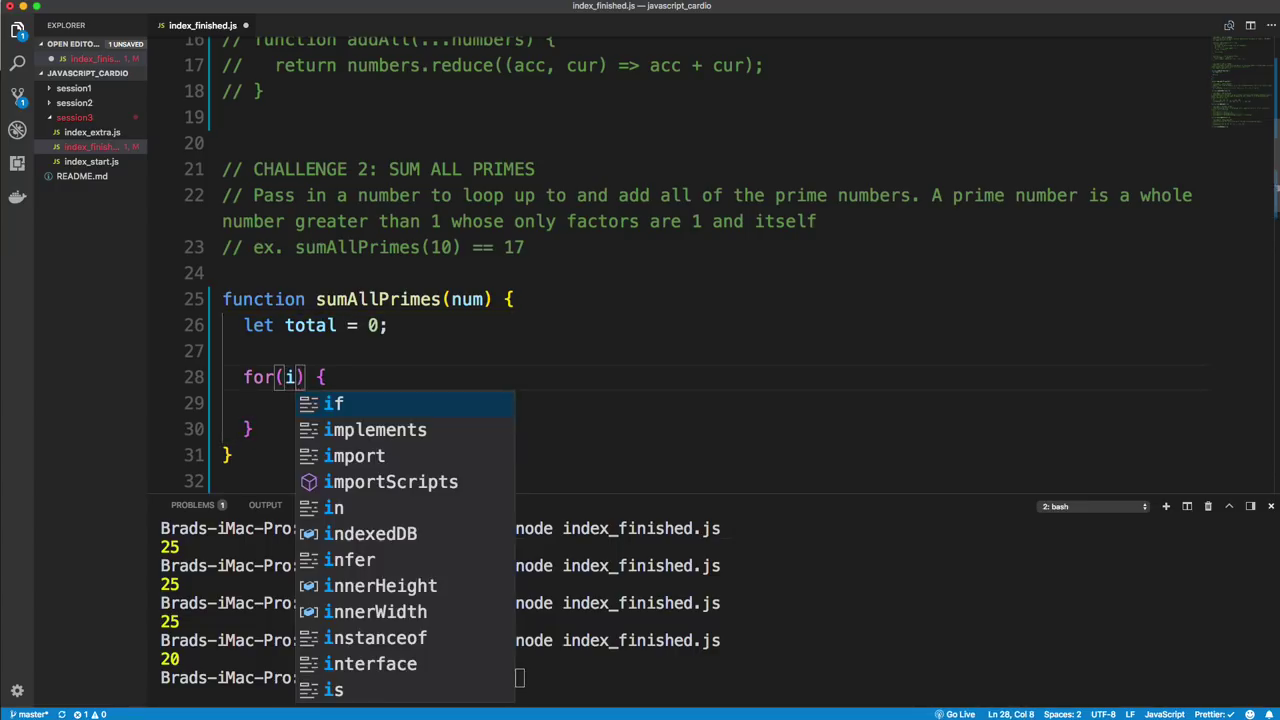 index_finished.js — javascript_cardio
EXPLORER
OPEN EDITO... 1 UNSAVED
index_finis... 1, M
JAVASCRIPT_CARDIO
session1
session2
session3
JS index_extra.js
JS index_finish... 1, M
JS index_start.js
README.md
JS index_finished.js
16 // function addAll(...numbers) {
17 //   return numbers.reduce((acc, cur) => acc + cur);
18 // }
19
20
21 // CHALLENGE 2: SUM ALL PRIMES
22 // Pass in a number to loop up to and add all of the prime numbers. A prime number is a whole
number greater than 1 whose only factors are 1 and itself
23 // ex. sumAllPrimes(10) == 17
24
25 function sumAllPrimes(num) {
26   let total = 0;
27
28   for(i) {
29
30   }
31 }
32
if
implements
import
importScripts
in
indexedDB
infer
innerHeight
innerWidth
instanceof
interface
is
PROBLEMS 1 OUTPUT
2: bash
Brads-iMac-Pro: node index_finished.js
25
Brads-iMac-Pro: node index_finished.js
25
Brads-iMac-Pro: node index_finished.js
25
Brads-iMac-Pro: node index_finished.js
20
Brads-iMac-Pro:
master* 1 0 Go Live Ln 28, Col 8 Spaces: 2 UTF-8 LF JavaScript Prettier: ✓